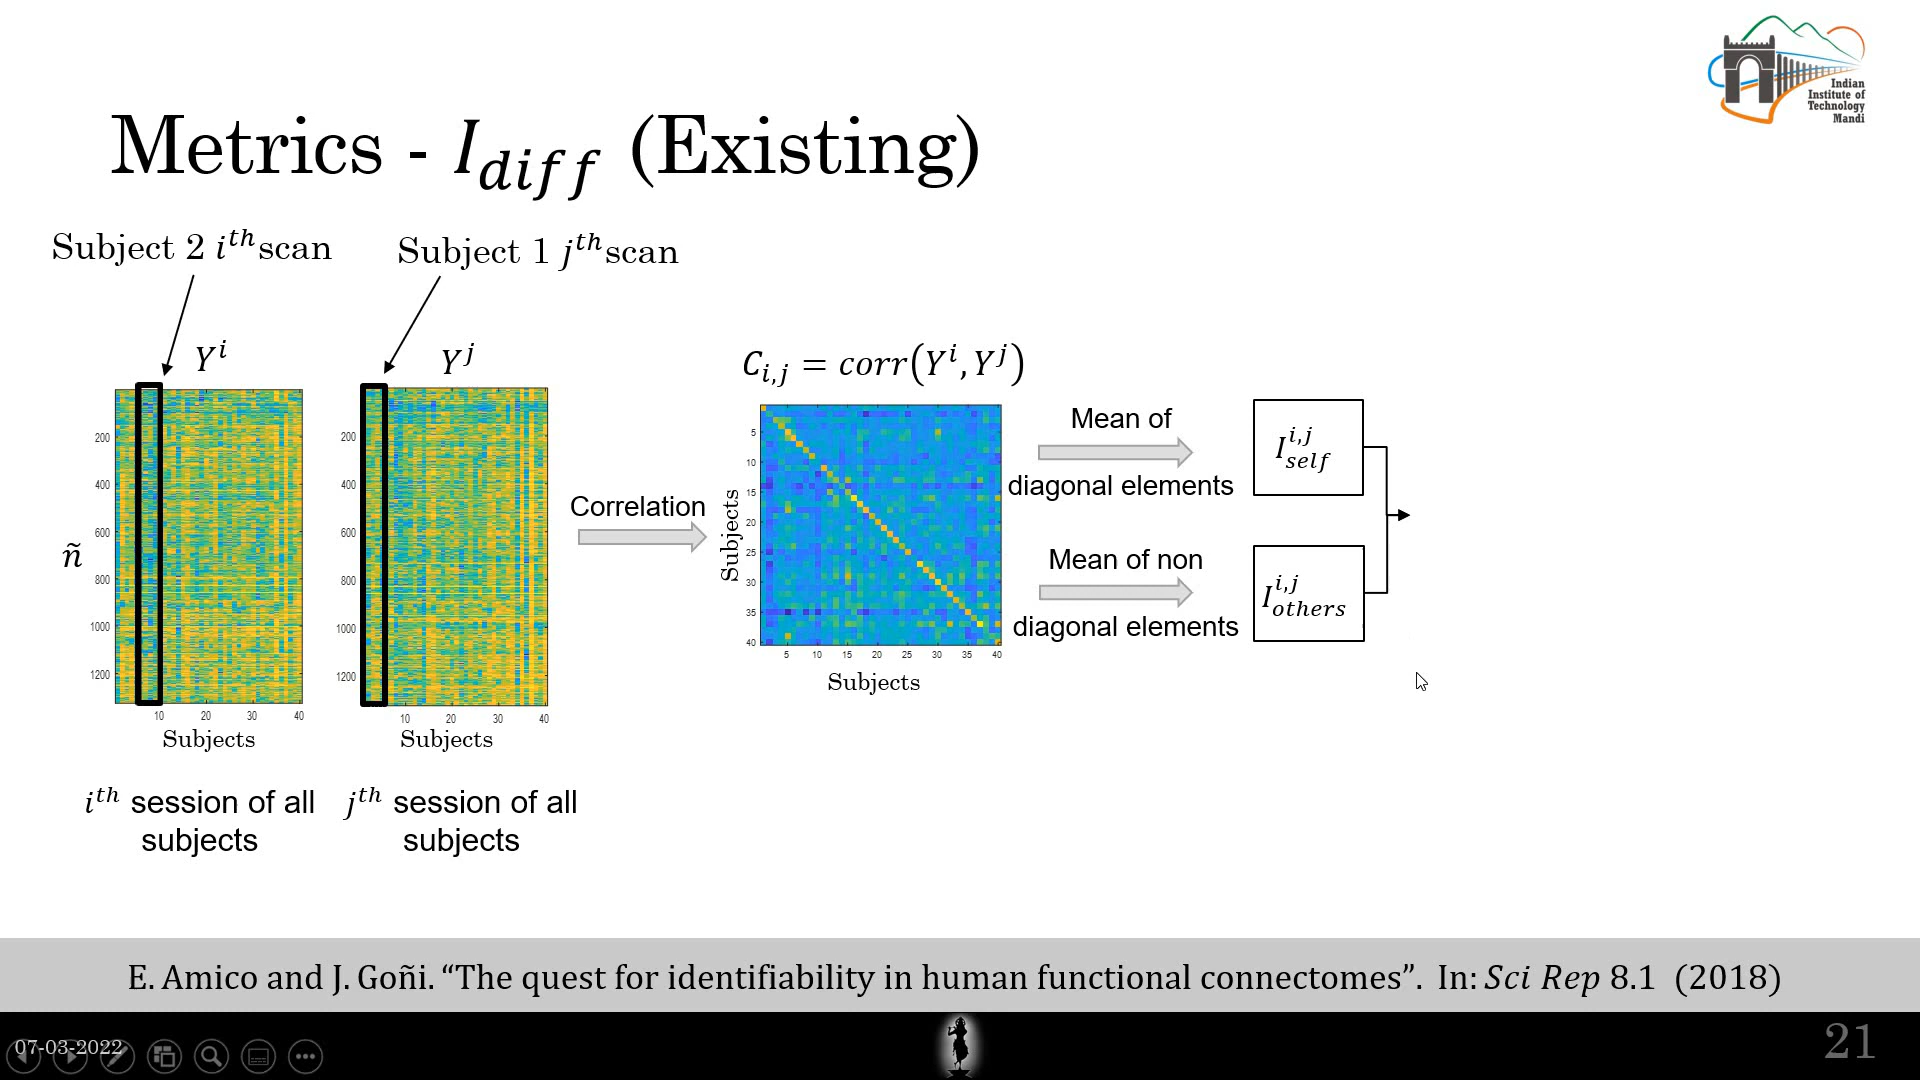 Indian
Institute of
Technology
Mandi
Metrics - I_{diff} (Existing)
Subject 2 i^{th}scan
Subject 1 j^{th}scan
Y^{i}
Y^{j}
C_{i,j} = corr(Y^{i}, Y^{j})
200
400
600
800
1000
1200
ñ
10 20 30 40
Subjects
200
400
600
800
1000
1200
10 20 30 40
Subjects
i^{th} session of all
subjects
j^{th} session of all
subjects
Correlation
Subjects
5
10
15
20
25
30
35
40
5 10 15 20 25 30 35 40
Subjects
Mean of
diagonal elements
I_{self}^{i,j}
Mean of non
diagonal elements
I_{others}^{i,j}
E. Amico and J. Goñi. “The quest for identifiability in human functional connectomes”. In: Sci Rep 8.1 (2018)
07-03-2022
21